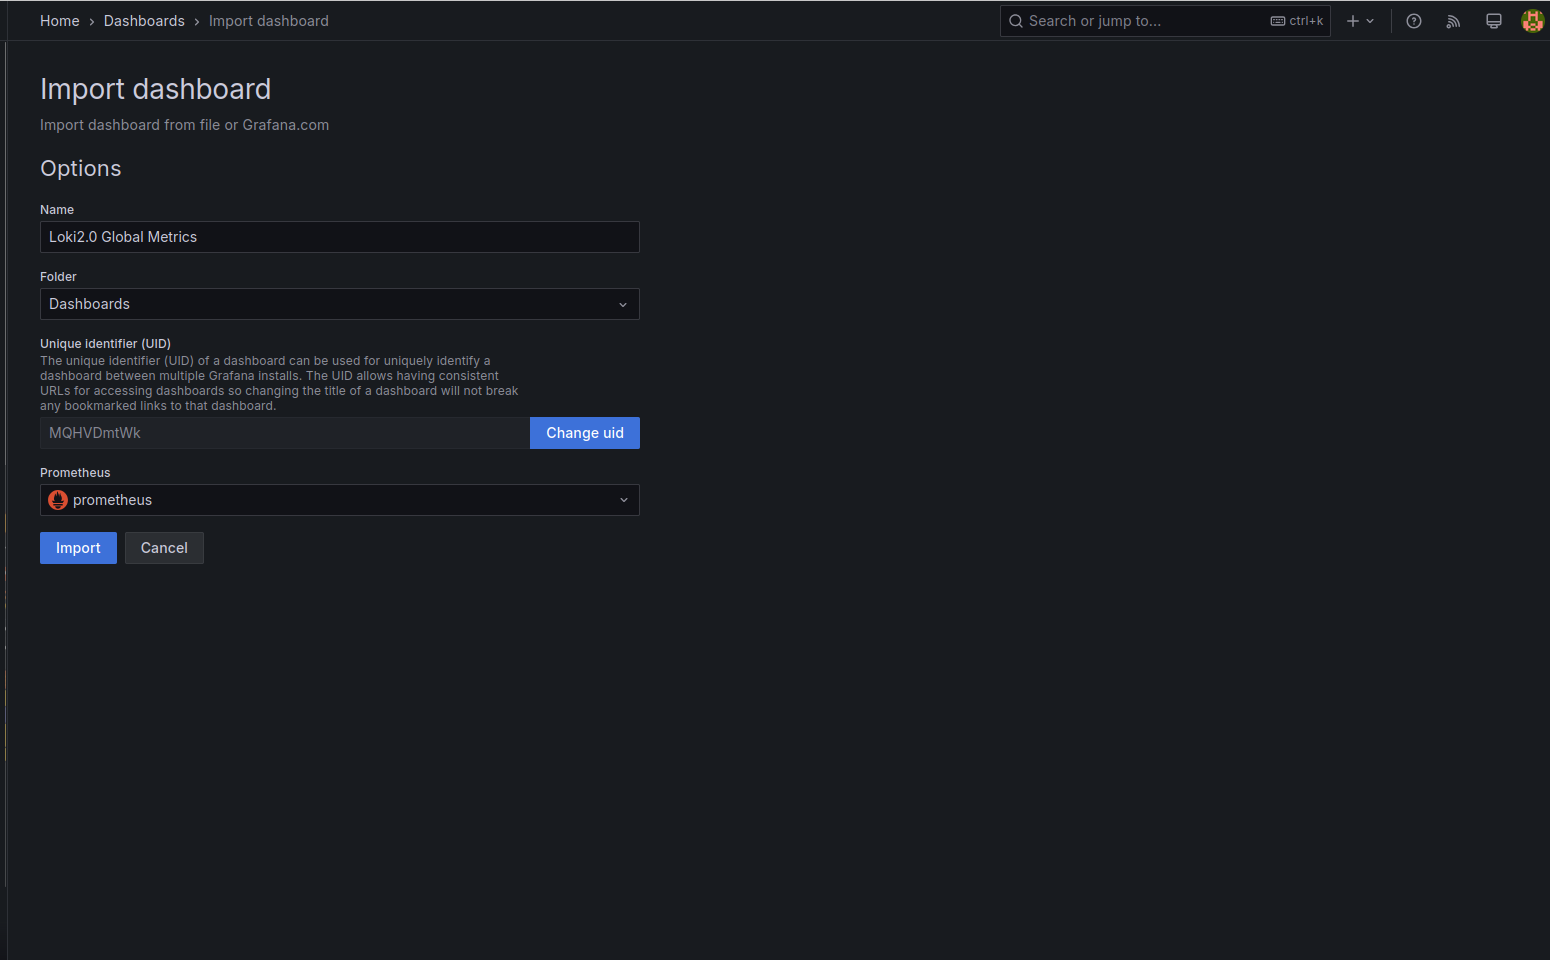 Home › Dashboards › Import dashboard
Search or jump to...
ctrl+k
Import dashboard
Import dashboard from file or Grafana.com
Options
Name
Loki2.0 Global Metrics
Folder
Dashboards
Unique identifier (UID)
The unique identifier (UID) of a dashboard can be used for uniquely identify a
dashboard between multiple Grafana installs. The UID allows having consistent
URLs for accessing dashboards so changing the title of a dashboard will not break
any bookmarked links to that dashboard.
MQHVDmtWk
Change uid
Prometheus
prometheus
Import
Cancel